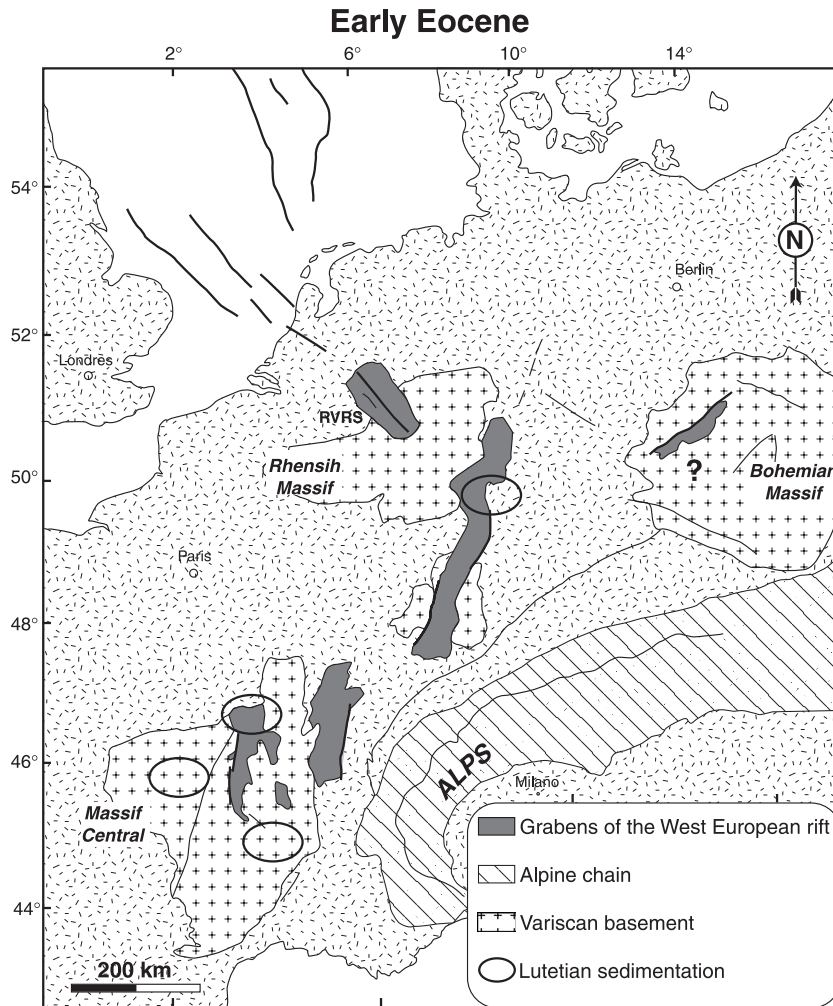 Early Eocene
2° 6° 10° 14°
54°
N
Berlin
52°
Londres
RVRS
50°
Rhensih
Massif
?
Bohemian
Massif
Paris
48°
46°
ALPS
Milano
Massif
Central
Grabens of the West European rift
Alpine chain
44°
Variscan basement
200 km
Lutetian sedimentation